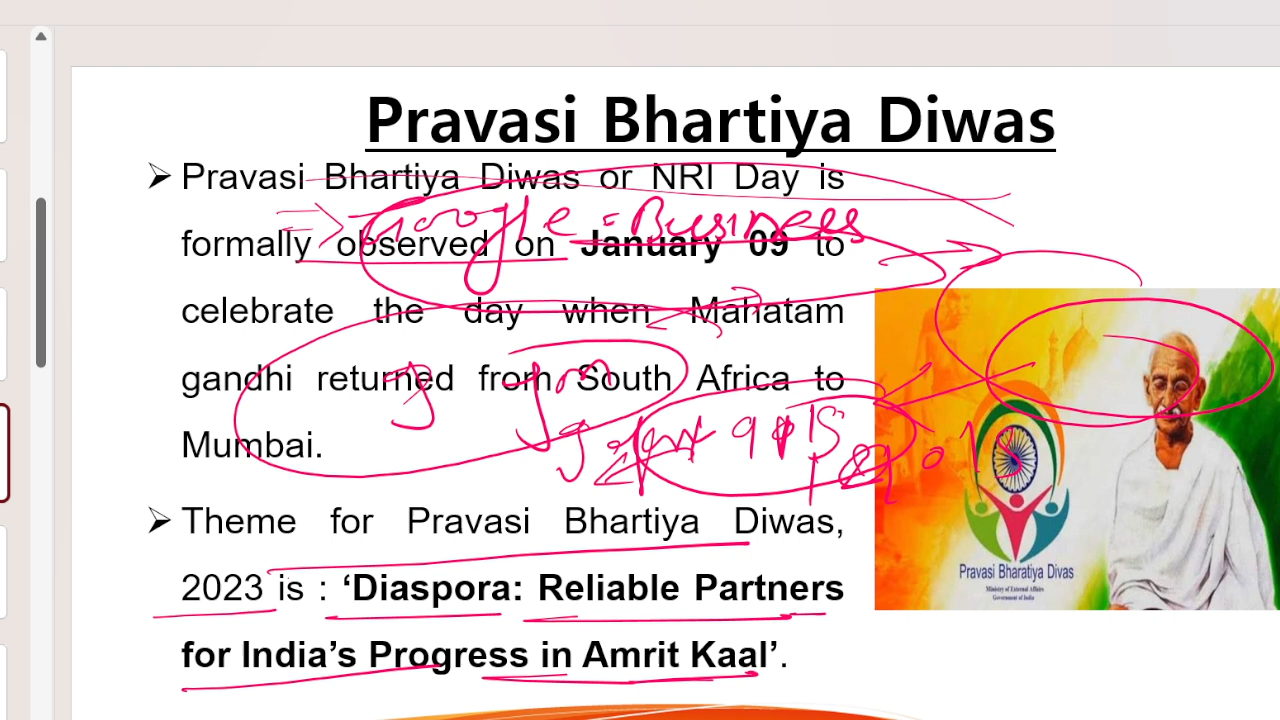 Pravasi Bhartiya Diwas
➢ Pravasi Bhartiya Diwas or NRI Day is
formally observed on January 09 to
celebrate the day when Mahatam
gandhi returned from South Africa to
Mumbai.
➢ Theme for Pravasi Bhartiya Diwas,
2023 is : ‘Diaspora: Reliable Partners
for India’s Progress in Amrit Kaal’.
Google = Business
Pravasi Bharatiya Divas
Ministry of External Affairs
Government of India